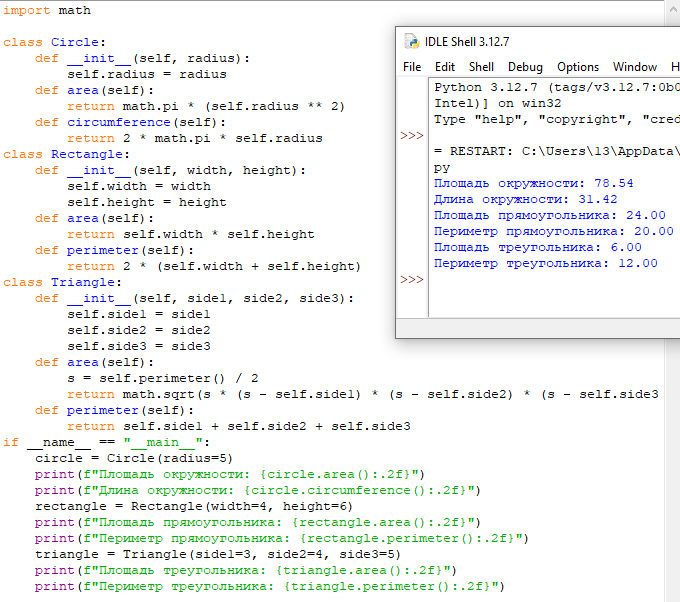 import math
class Circle:
def __init__(self, radius):
self.radius = radius
def area(self):
return math.pi * (self.radius ** 2)
def circumference(self):
return 2 * math.pi * self.radius
class Rectangle:
def __init__(self, width, height):
self.width = width
self.height = height
def area(self):
return self.width * self.height
def perimeter(self):
return 2 * (self.width + self.height)
class Triangle:
def __init__(self, side1, side2, side3):
self.side1 = side1
self.side2 = side2
self.side3 = side3
def area(self):
s = self.perimeter() / 2
return math.sqrt(s * (s - self.side1) * (s - self.side2) * (s - self.side3
def perimeter(self):
return self.side1 + self.side2 + self.side3
if __name__ == "__main__":
circle = Circle(radius=5)
print(f"Площадь окружности: {circle.area():.2f}")
print(f"Длина окружности: {circle.circumference():.2f}")
rectangle = Rectangle(width=4, height=6)
print(f"Площадь прямоугольника: {rectangle.area():.2f}")
print(f"Периметр прямоугольника: {rectangle.perimeter():.2f}")
triangle = Triangle(side1=3, side2=4, side3=5)
print(f"Площадь треугольника: {triangle.area():.2f}")
print(f"Периметр треугольника: {triangle.perimeter():.2f}")
IDLE Shell 3.12.7
File Edit Shell Debug Options Window H
Python 3.12.7 (tags/v3.12.7:0b0
Intel)] on win32
Type "help", "copyright", "cred
>>>
= RESTART: C:\Users\13\AppData\
py
Площадь окружности: 78.54
Длина окружности: 31.42
Площадь прямоугольника: 24.00
Периметр прямоугольника: 20.00
Площадь треугольника: 6.00
Периметр треугольника: 12.00
>>>